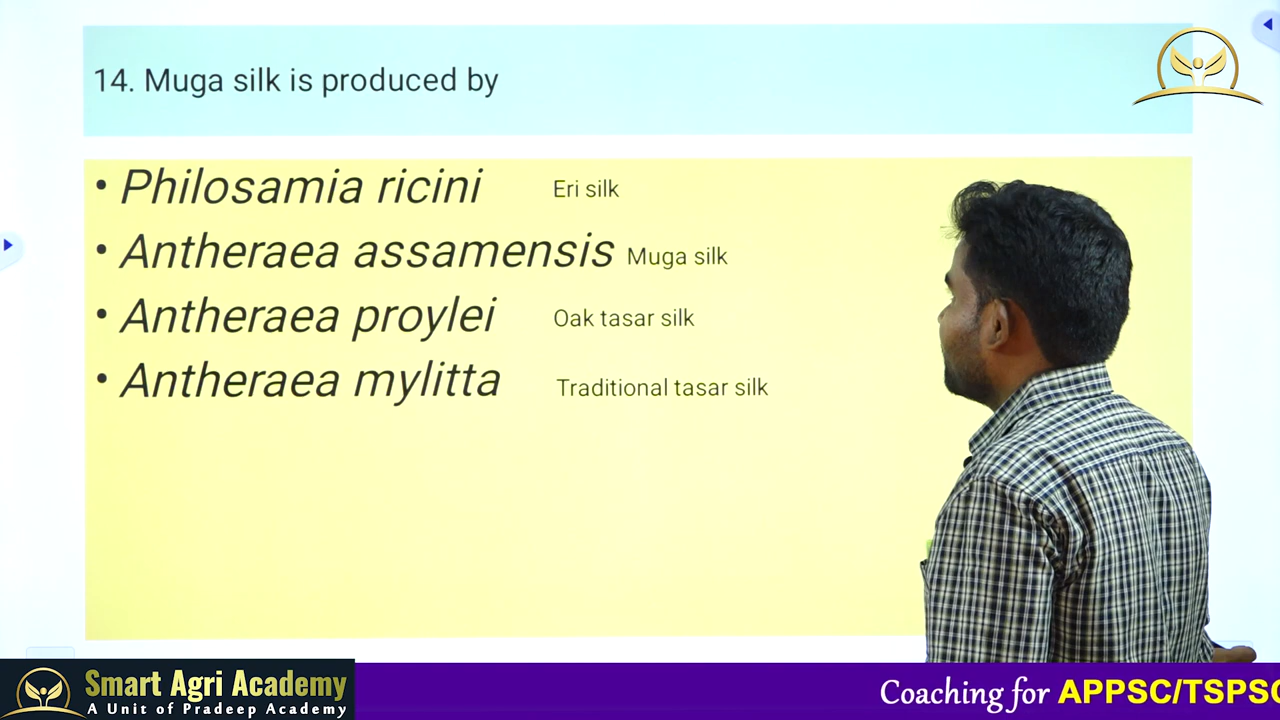 14. Muga silk is produced by
• Philosamia ricini Eri silk
• Antheraea assamensis Muga silk
• Antheraea proylei Oak tasar silk
• Antheraea mylitta Traditional tasar silk
Smart Agri Academy
A Unit of Pradeep Academy
Coaching for APPSC/TSPSC